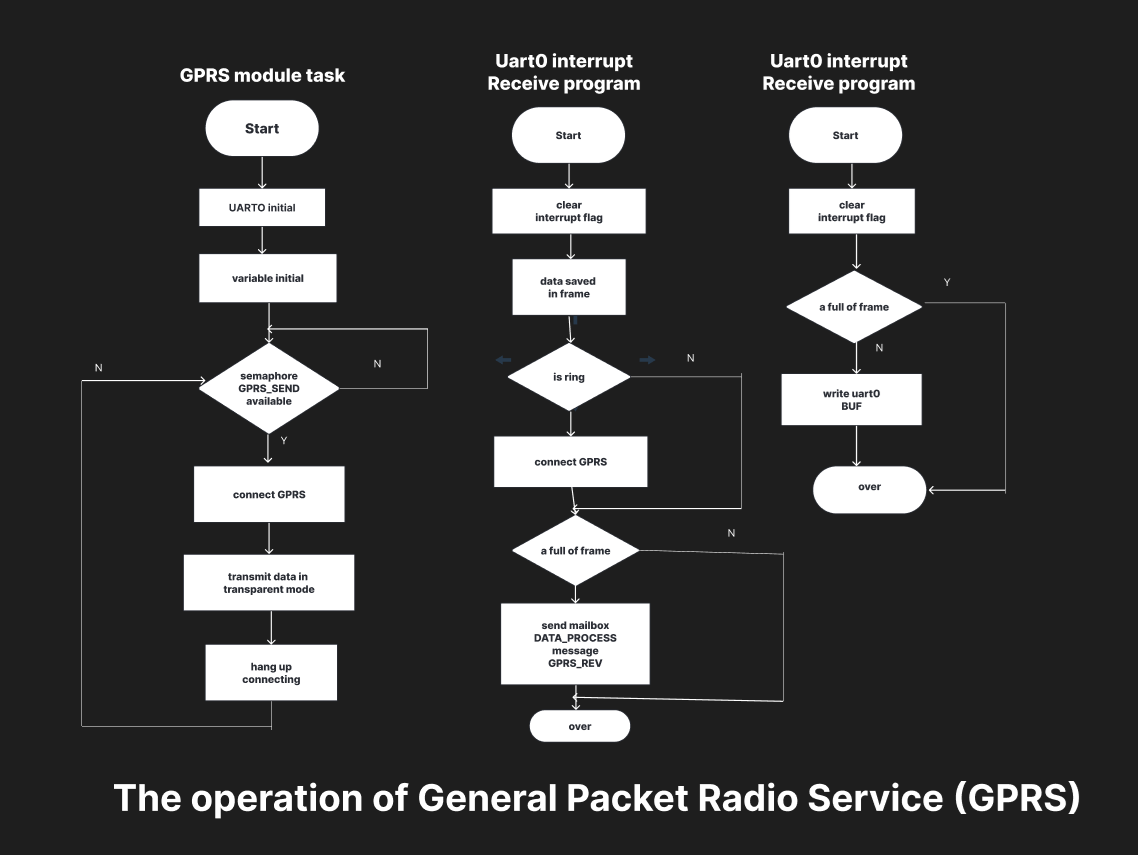 GPRS module task
Start
UARTO initial
variable initial
N
N
semaphore
GPRS_SEND
available
Y
connect GPRS
transmit data in
transparent mode
hang up
connecting
Uart0 interrupt
Receive program
Start
clear
interrupt flag
data saved
in frame
N
is ring
connect GPRS
N
a full of frame
send mailbox
DATA_PROCESS
message
GPRS_REV
over
Uart0 interrupt
Receive program
Start
clear
interrupt flag
Y
a full of frame
N
write uart0
BUF
over
The operation of General Packet Radio Service (GPRS)